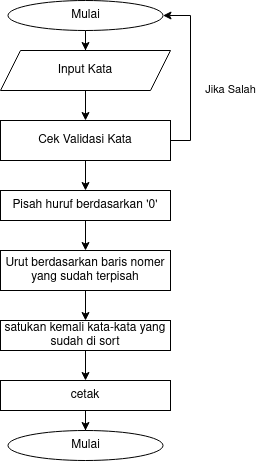 Mulai
Input Kata
Jika Salah
Cek Validasi Kata
Pisah huruf berdasarkan '0'
Urut berdasarkan baris nomer
yang sudah terpisah
satukan kemali kata-kata yang
sudah di sort
cetak
Mulai